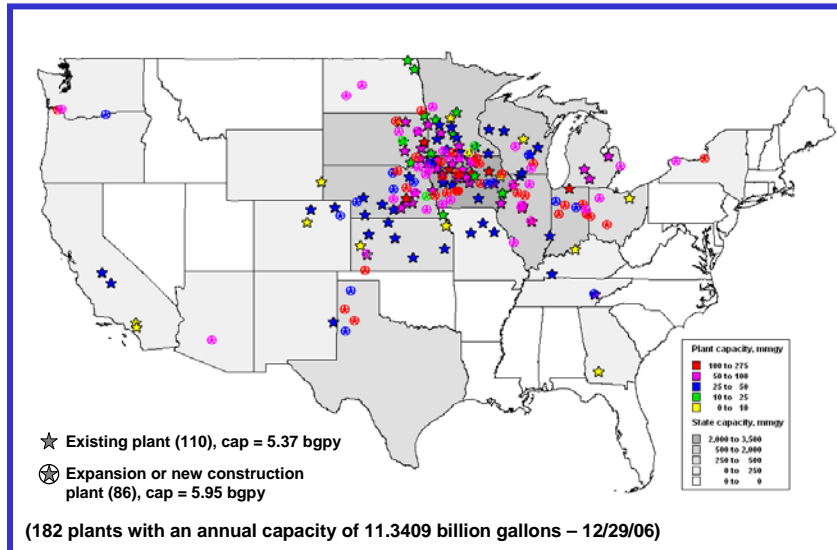 Plant capacity, mmgy
100 to 275
50 to 100
25 to 50
10 to 25
0 to 10
State capacity, mmgy
2,000 to 3,500
500 to 2,000
250 to 500
0 to 250
0 to 0
Existing plant (110), cap = 5.37 bgpy
Expansion or new construction
plant (86), cap = 5.95 bgpy
(182 plants with an annual capacity of 11.3409 billion gallons – 12/29/06)